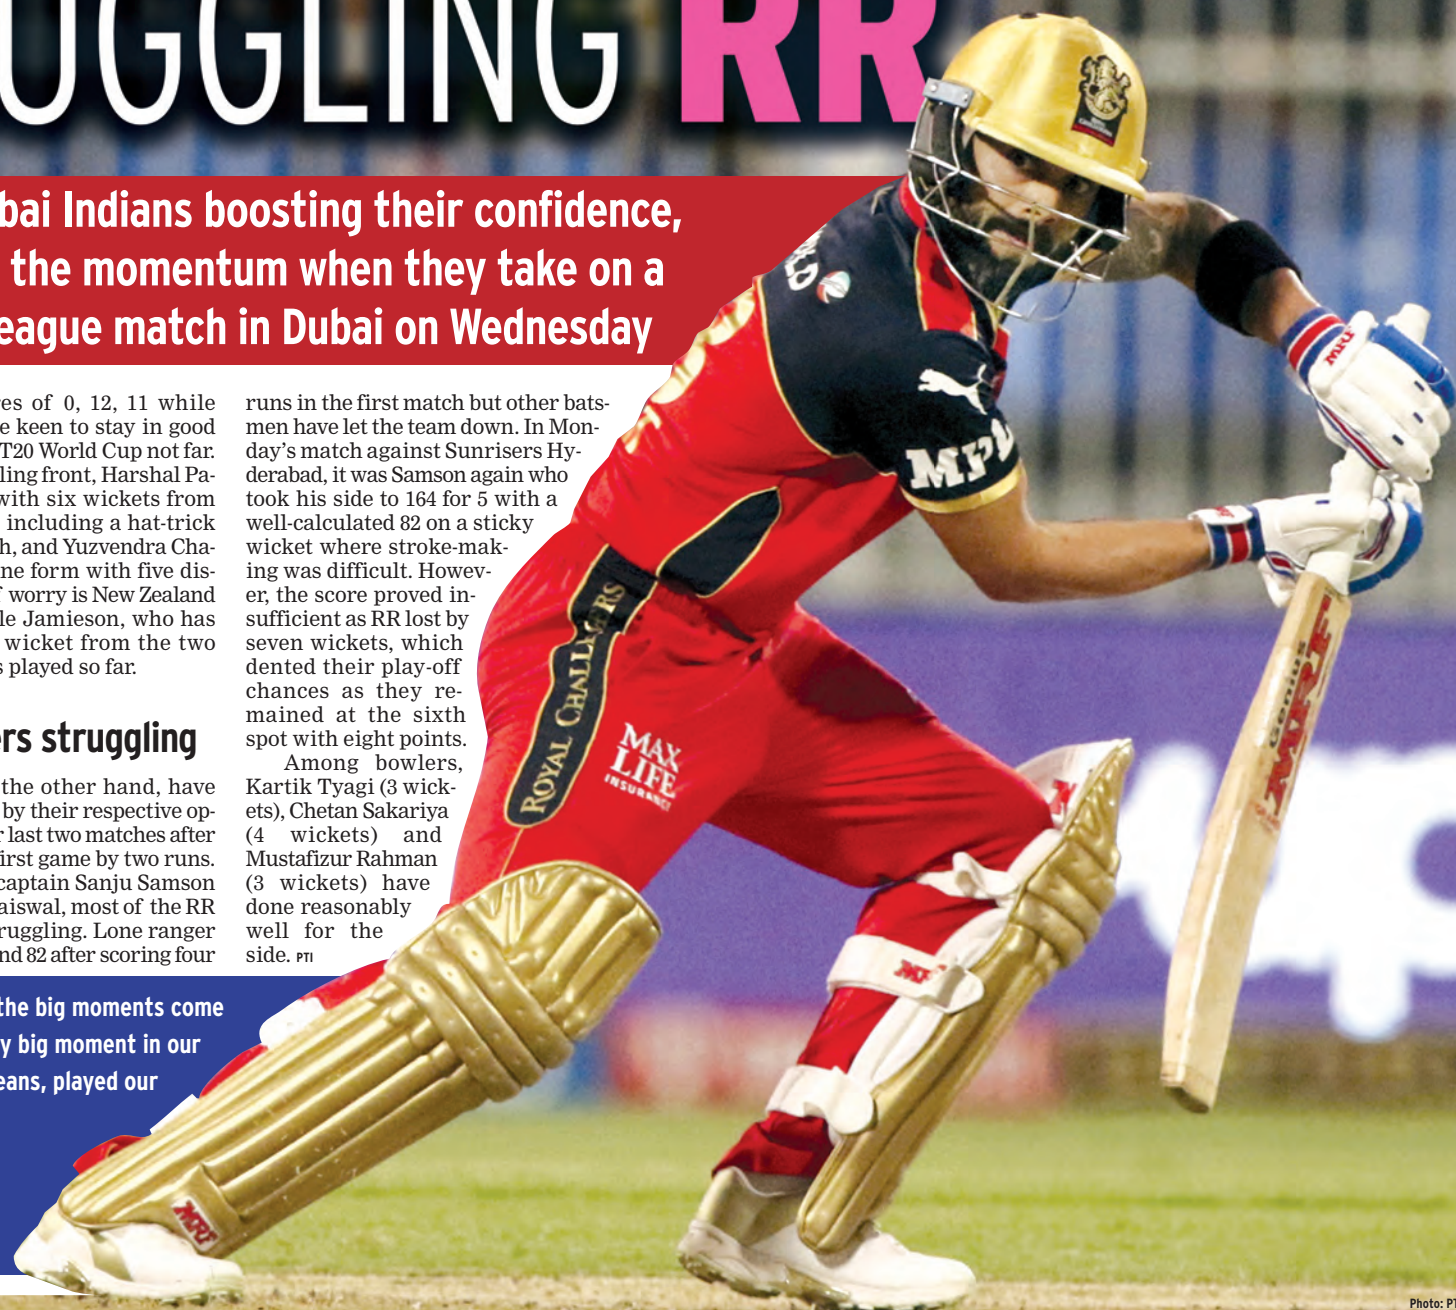 UGGLING RR
bai Indians boosting their confidence,
the momentum when they take on a
eague match in Dubai on Wednesday
es of 0, 12, 11 while
e keen to stay in good
T20 World Cup not far.
ling front, Harshal Pa-
with six wickets from
including a hat-trick
h, and Yuzvendra Cha-
ne form with five dis-
f worry is New Zealand
le Jamieson, who has
wicket from the two
s played so far.
ers struggling
the other hand, have
by their respective op-
r last two matches after
first game by two runs.
captain Sanju Samson
aiswal, most of the RR
ruggling. Lone ranger
nd 82 after scoring four
runs in the first match but other bats-
men have let the team down. In Mon-
day's match against Sunrisers Hy-
derabad, it was Samson again who
took his side to 164 for 5 with a
well-calculated 82 on a sticky
wicket where stroke-mak-
ing was difficult. Howev-
er, the score proved in-
sufficient as RR lost by
seven wickets, which
dented their play-off
chances as they re-
mained at the sixth
spot with eight points.
Among bowlers,
Kartik Tyagi (3 wick-
ets), Chetan Sakariya
(4 wickets) and
Mustafizur Rahman
(3 wickets) have
done reasonably
well for the
side. PTI
the big moments come
y big moment in our
eans, played our
MRF
MPL
ROYAL CHALLENGERS
MAX
LIFE
INSURANCE
Genius
MRF
MRF
MRF
up
Photo: PT